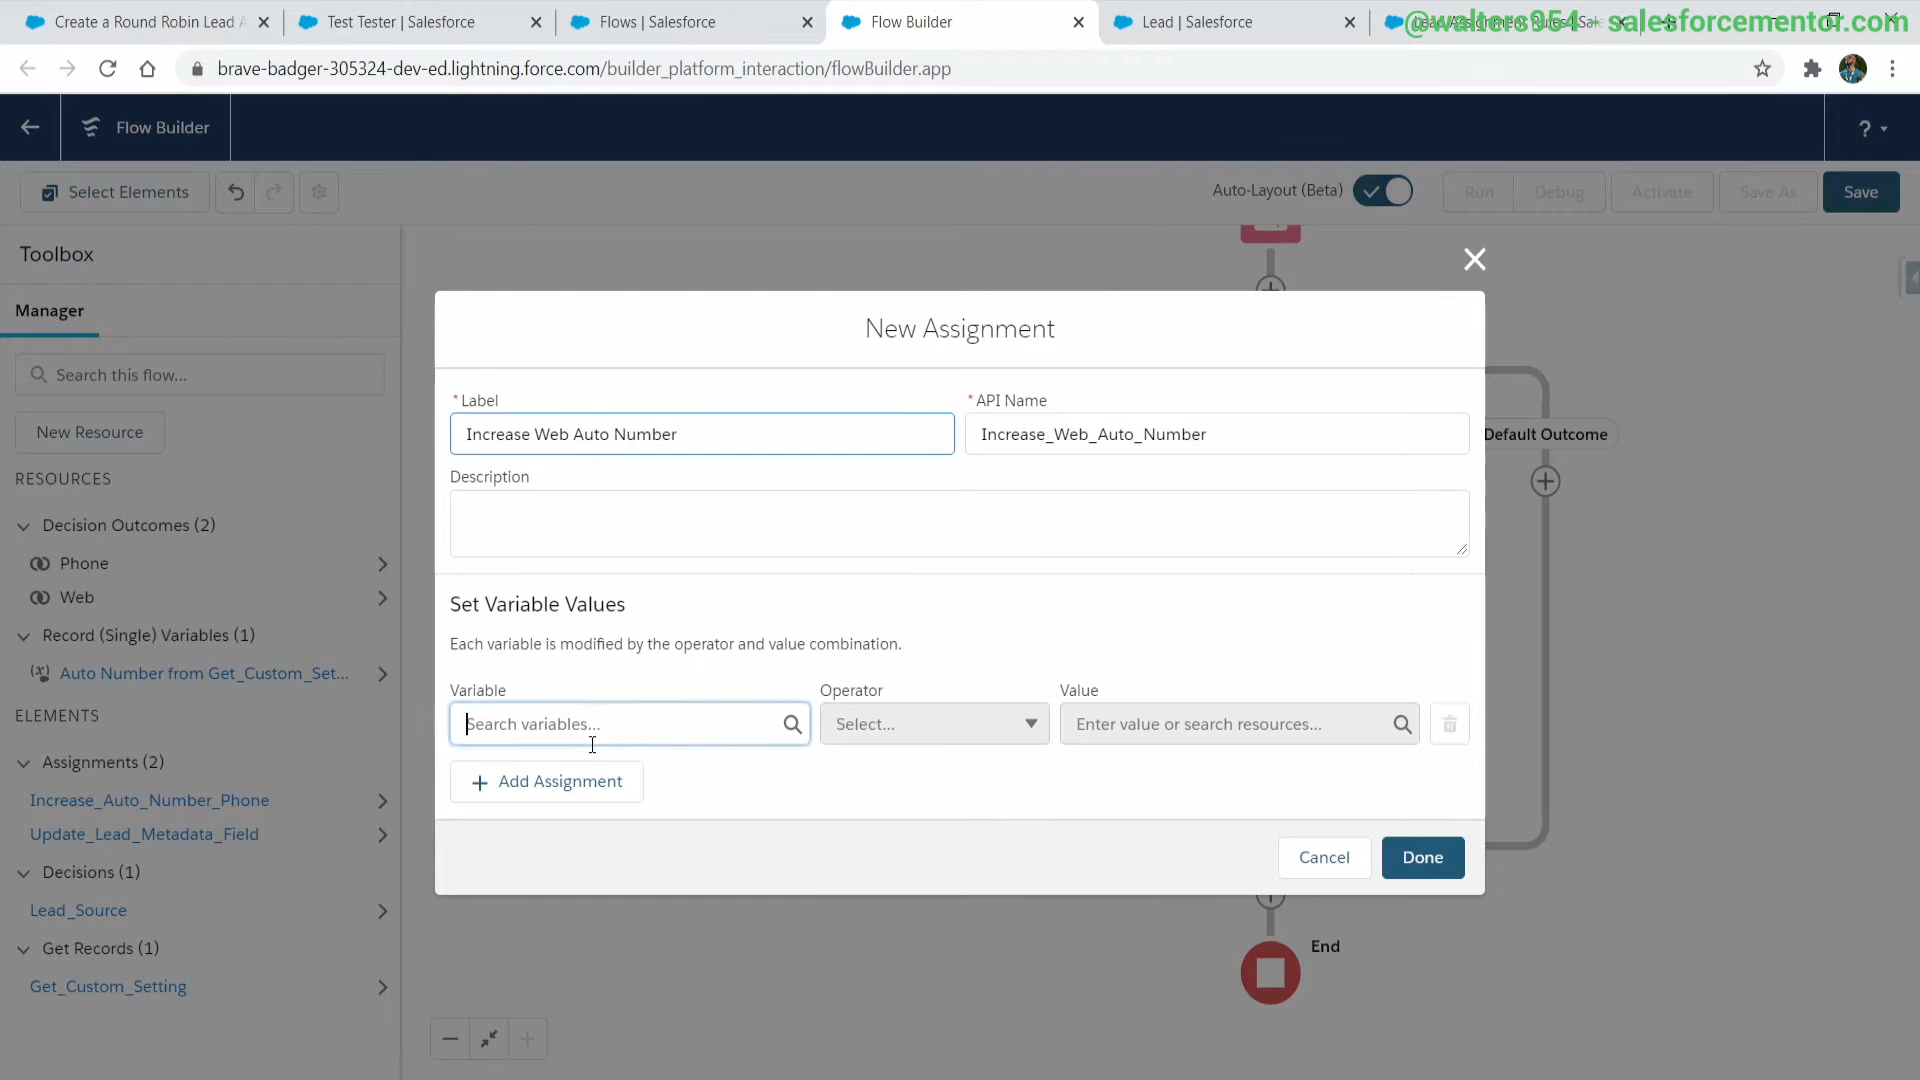 Create a Round Robin Lead A
Test Tester | Salesforce
Flows | Salesforce
Flow Builder
Lead | Salesforce
Lead Assignment Rules | Sale
@walters954 - salesforcementor.com
brave-badger-305324-dev-ed.lightning.force.com/builder_platform_interaction/flowBuilder.app
Flow Builder
?
Select Elements
Auto-Layout (Beta)
Run
Debug
Activate
Save As
Save
Toolbox
Manager
Search this flow...
New Resource
RESOURCES
Decision Outcomes (2)
Phone
Web
Record (Single) Variables (1)
Auto Number from Get_Custom_Set...
ELEMENTS
Assignments (2)
Increase_Auto_Number_Phone
Update_Lead_Metadata_Field
Decisions (1)
Lead_Source
Get Records (1)
Get_Custom_Setting
New Assignment
* Label
* API Name
Increase Web Auto Number
Increase_Web_Auto_Number
Description
Set Variable Values
Each variable is modified by the operator and value combination.
Variable
Operator
Value
Search variables...
Select...
Enter value or search resources...
+ Add Assignment
Cancel
Done
Default Outcome
End